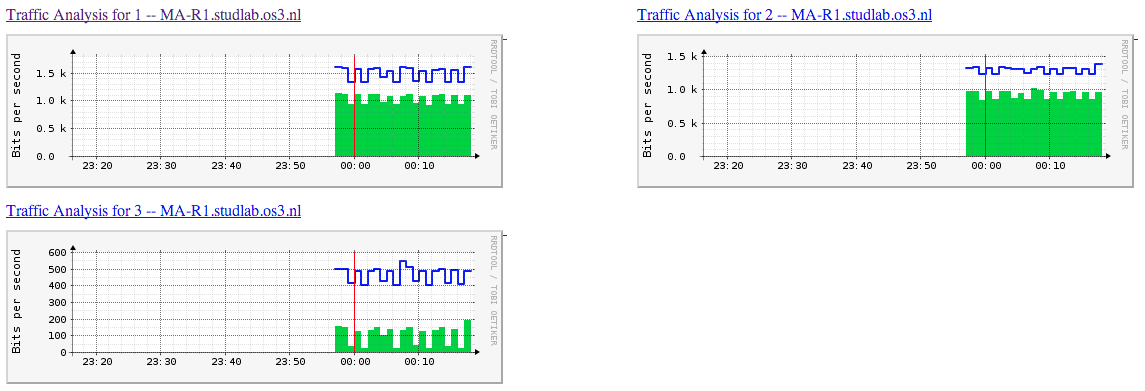 Traffic Analysis for 1 -- MA-R1.studlab.os3.nl
Bits per second
1.5 k
1.0 k
0.5 k
0.0
23:20 23:30 23:40 23:50 00:00 00:10
RRDTOOL / TOBI OETIKER
Traffic Analysis for 2 -- MA-R1.studlab.os3.nl
Bits per second
1.5 k
1.0 k
0.5 k
0.0
23:20 23:30 23:40 23:50 00:00 00:10
RRDTOOL / TOBI OETIKER
Traffic Analysis for 3 -- MA-R1.studlab.os3.nl
Bits per second
600
500
400
300
200
100
0
23:20 23:30 23:40 23:50 00:00 00:10
RRDTOOL / TOBI OETIKER